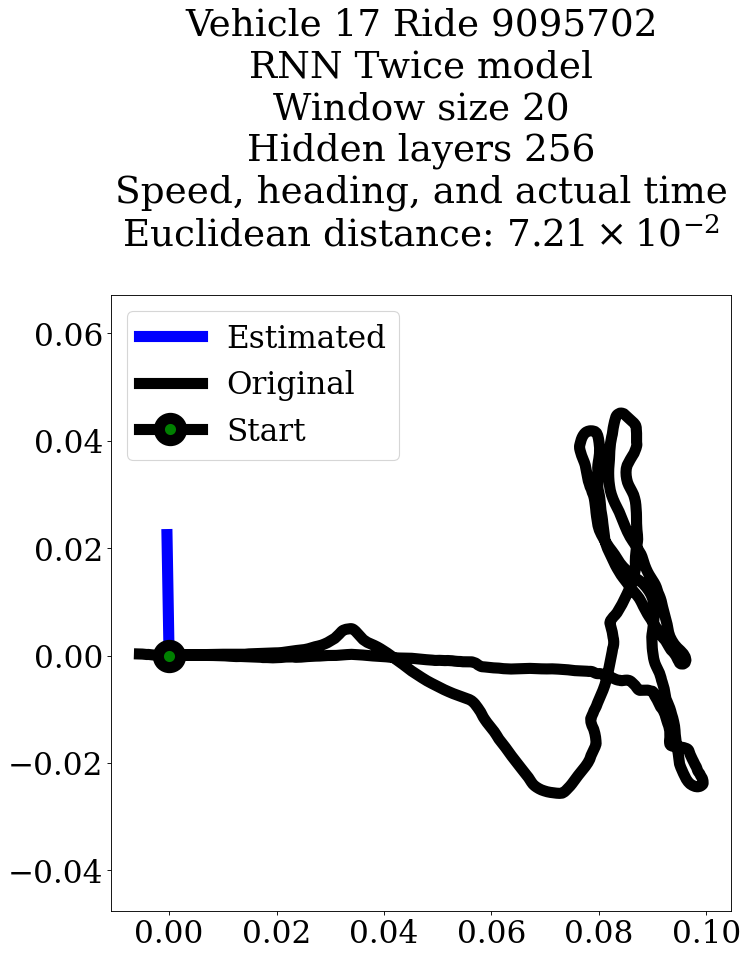 Vehicle 17 Ride 9095702
RNN Twice model
Window size 20
Hidden layers 256
Speed, heading, and actual time
Euclidean distance: 7.21 × 10⁻²
Estimated
Original
Start
0.06
0.04
0.02
0.00
−0.02
−0.04
0.00 0.02 0.04 0.06 0.08 0.10